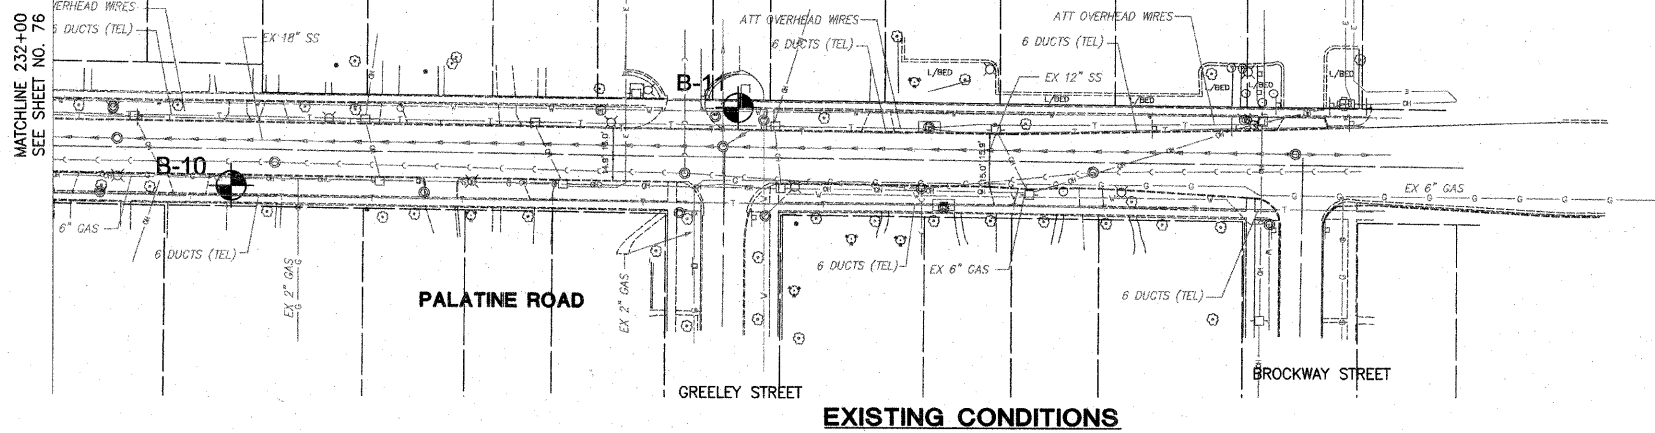 MATCHLINE 232+00
SEE SHEET NO. 76
ERHEAD WIRES
5 DUCTS (TEL)
EX 18" SS
ATT OVERHEAD WIRES
6 DUCTS (TEL)
ATT OVERHEAD WIRES
6 DUCTS (TEL)
EX 12" SS
L/BED
L/BED
L/BED
L/BED
L/BED
L/BED
B-11
B-10
6" GAS
6 DUCTS (TEL)
EX 2" GAS
PALATINE ROAD
EX 2" GAS
6 DUCTS (TEL)
EX 6" GAS
6 DUCTS (TEL)
EX 6" GAS
GREELEY STREET
BROCKWAY STREET
EXISTING CONDITIONS